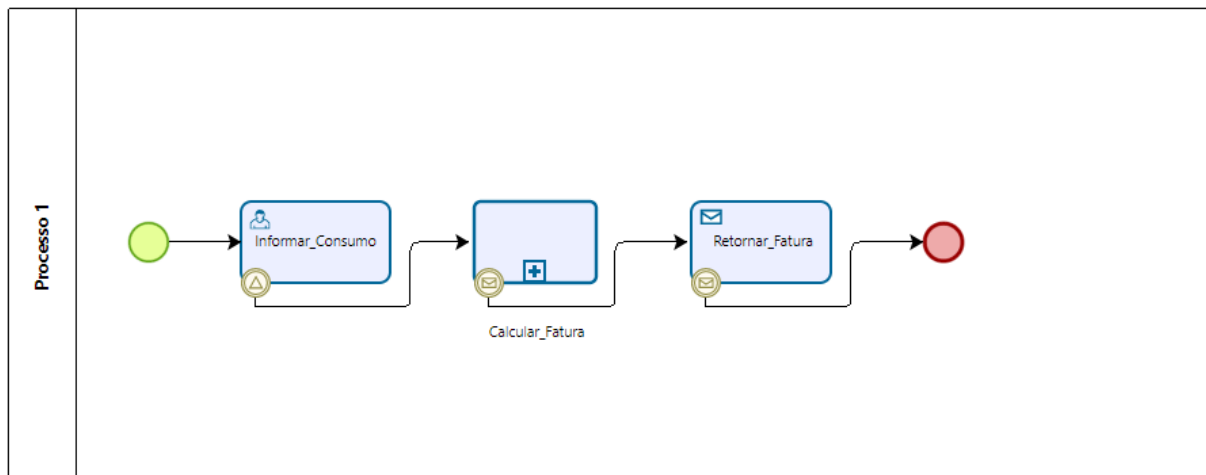 Processo 1
Informar_Consumo
Calcular_Fatura
Retornar_Fatura